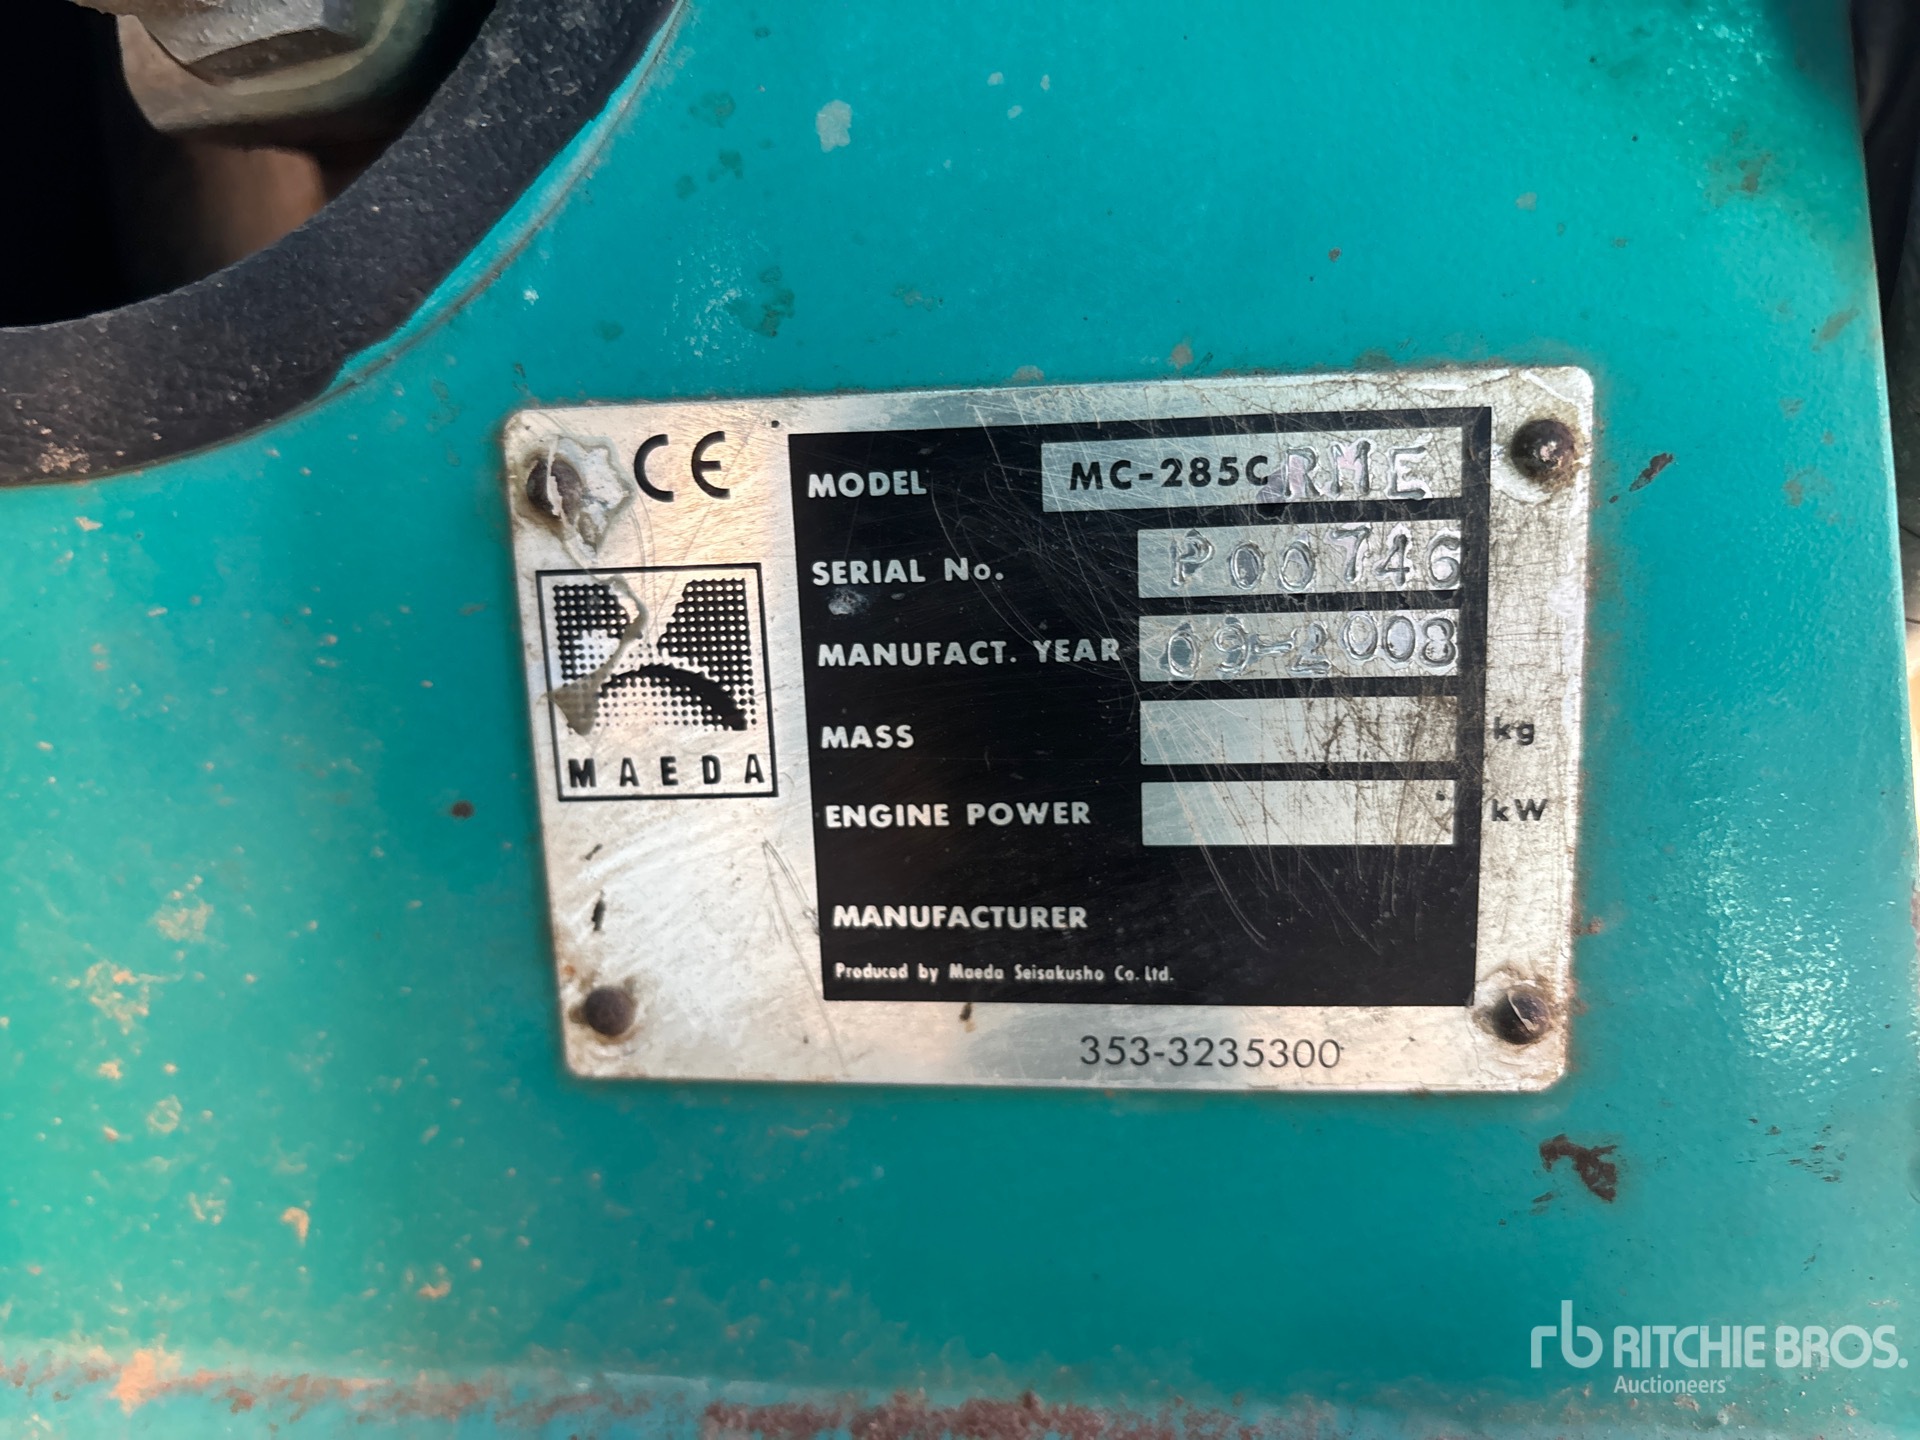 CE
MAEDA
MODEL MC-285CRME
SERIAL No. P00746
MANUFACT. YEAR 09-2008
MASS kg
ENGINE POWER kW
MANUFACTURER
Produced by Maeda Seisakusho Co. Ltd.
353-3235300
rb RITCHIE BROS.
Auctioneers